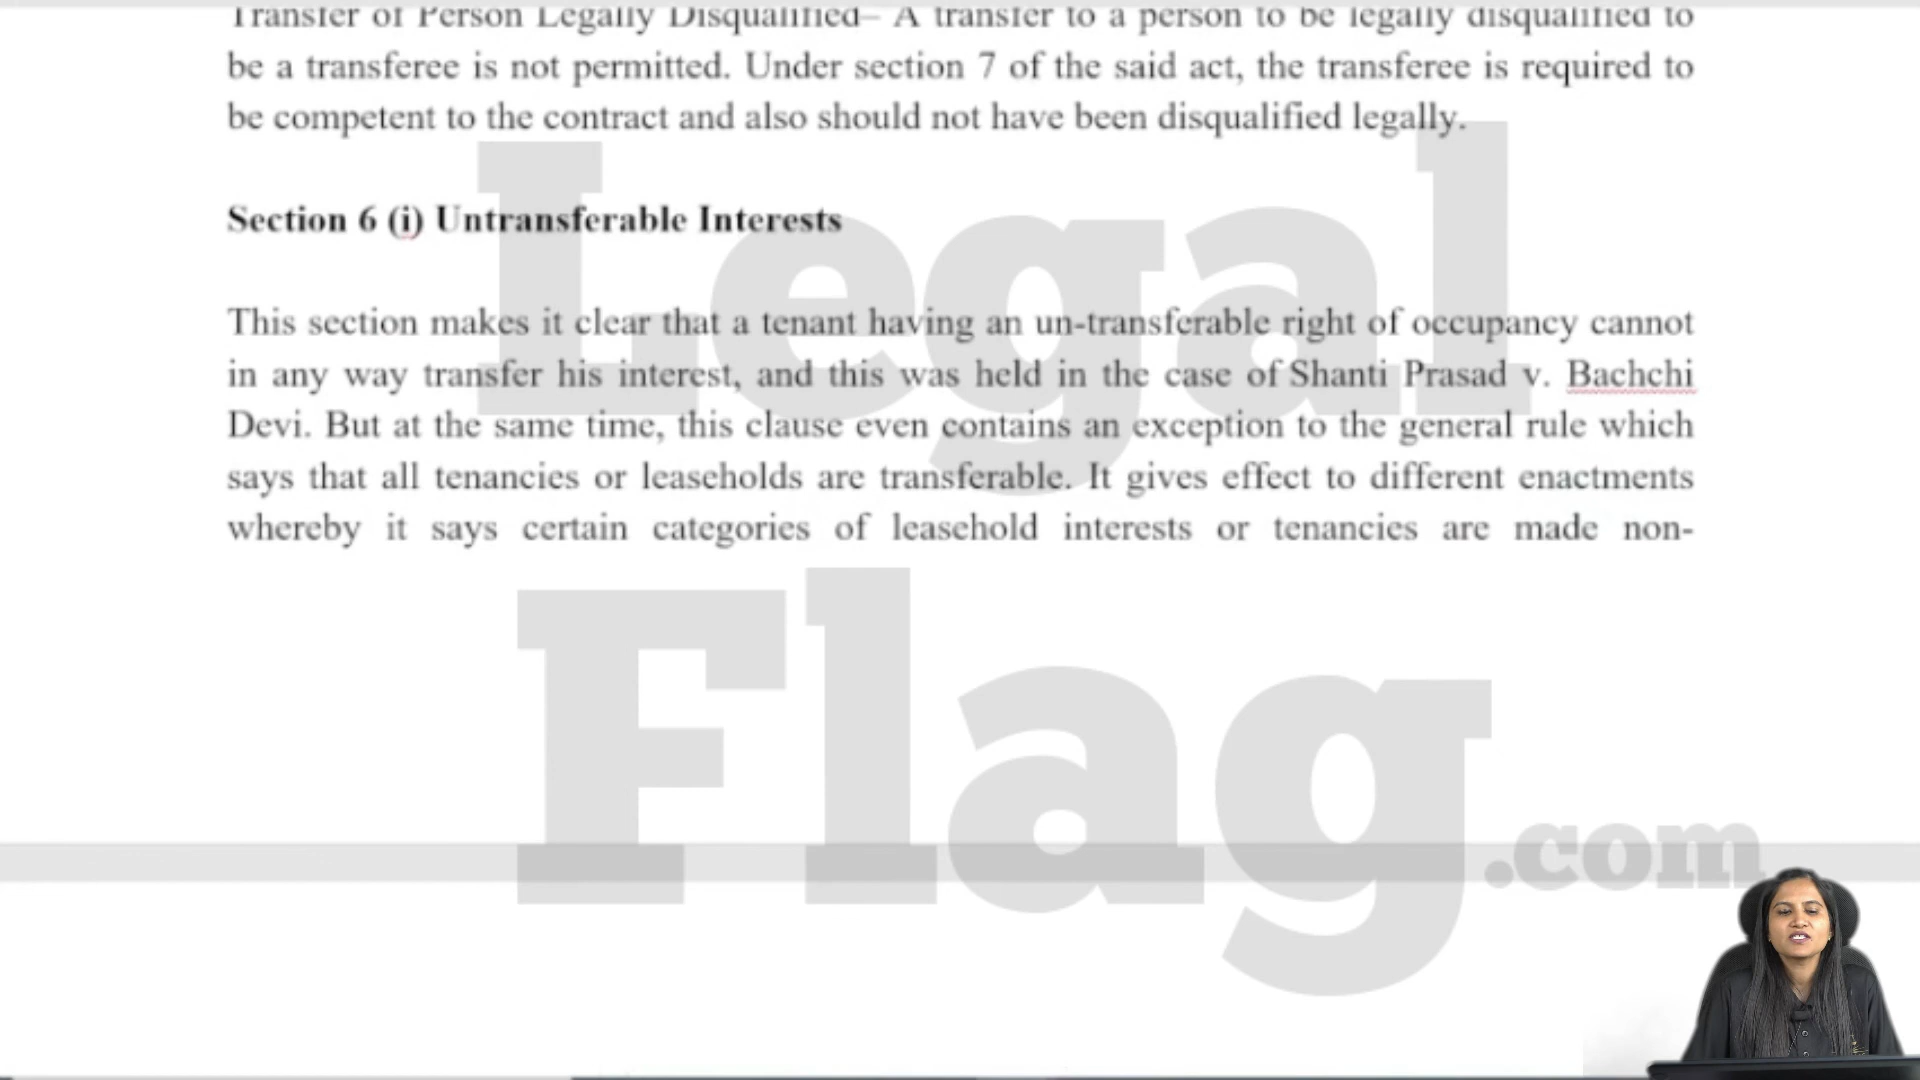 Transfer of Person Legally Disqualified– A transfer to a person to be legally disqualified to
be a transferee is not permitted. Under section 7 of the said act, the transferee is required to
be competent to the contract and also should not have been disqualified legally.
Section 6 (i) Untransferable Interests
This section makes it clear that a tenant having an un-transferable right of occupancy cannot
in any way transfer his interest, and this was held in the case of Shanti Prasad v. Bachchi
Devi. But at the same time, this clause even contains an exception to the general rule which
says that all tenancies or leaseholds are transferable. It gives effect to different enactments
whereby it says certain categories of leasehold interests or tenancies are made non-
Legal
Flag
.com